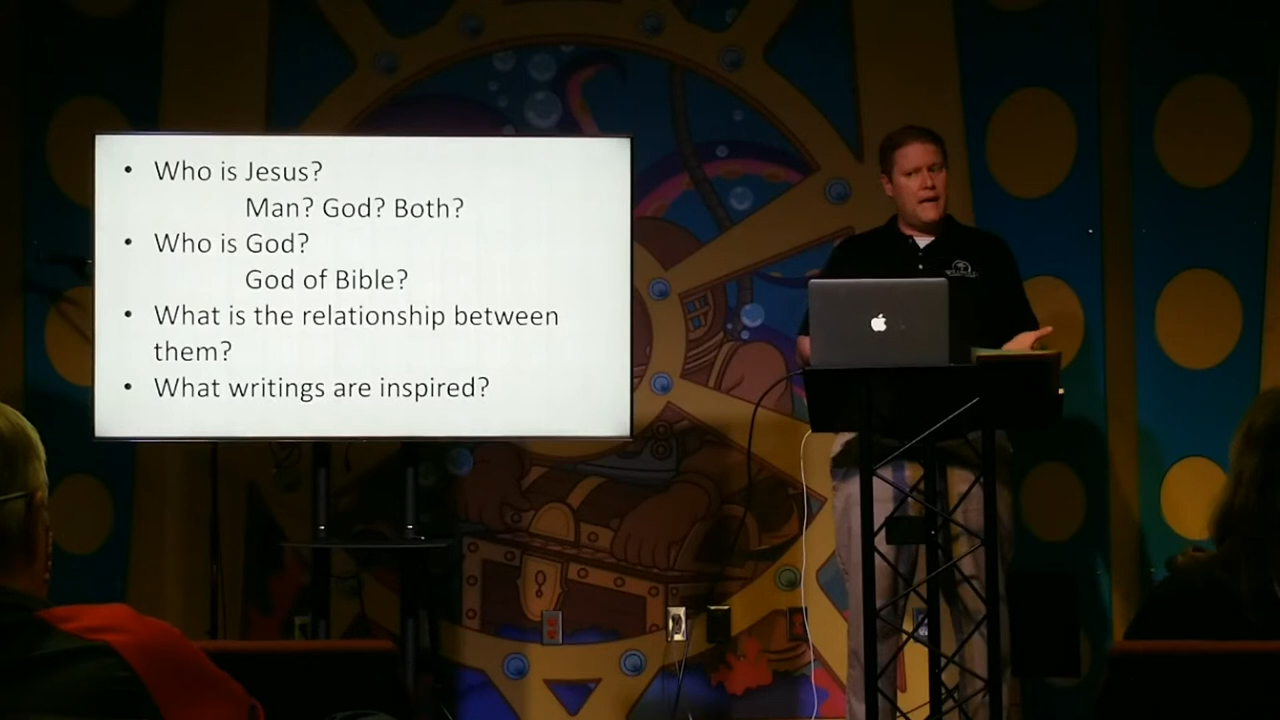 • Who is Jesus?
Man? God? Both?
• Who is God?
God of Bible?
• What is the relationship between
them?
• What writings are inspired?